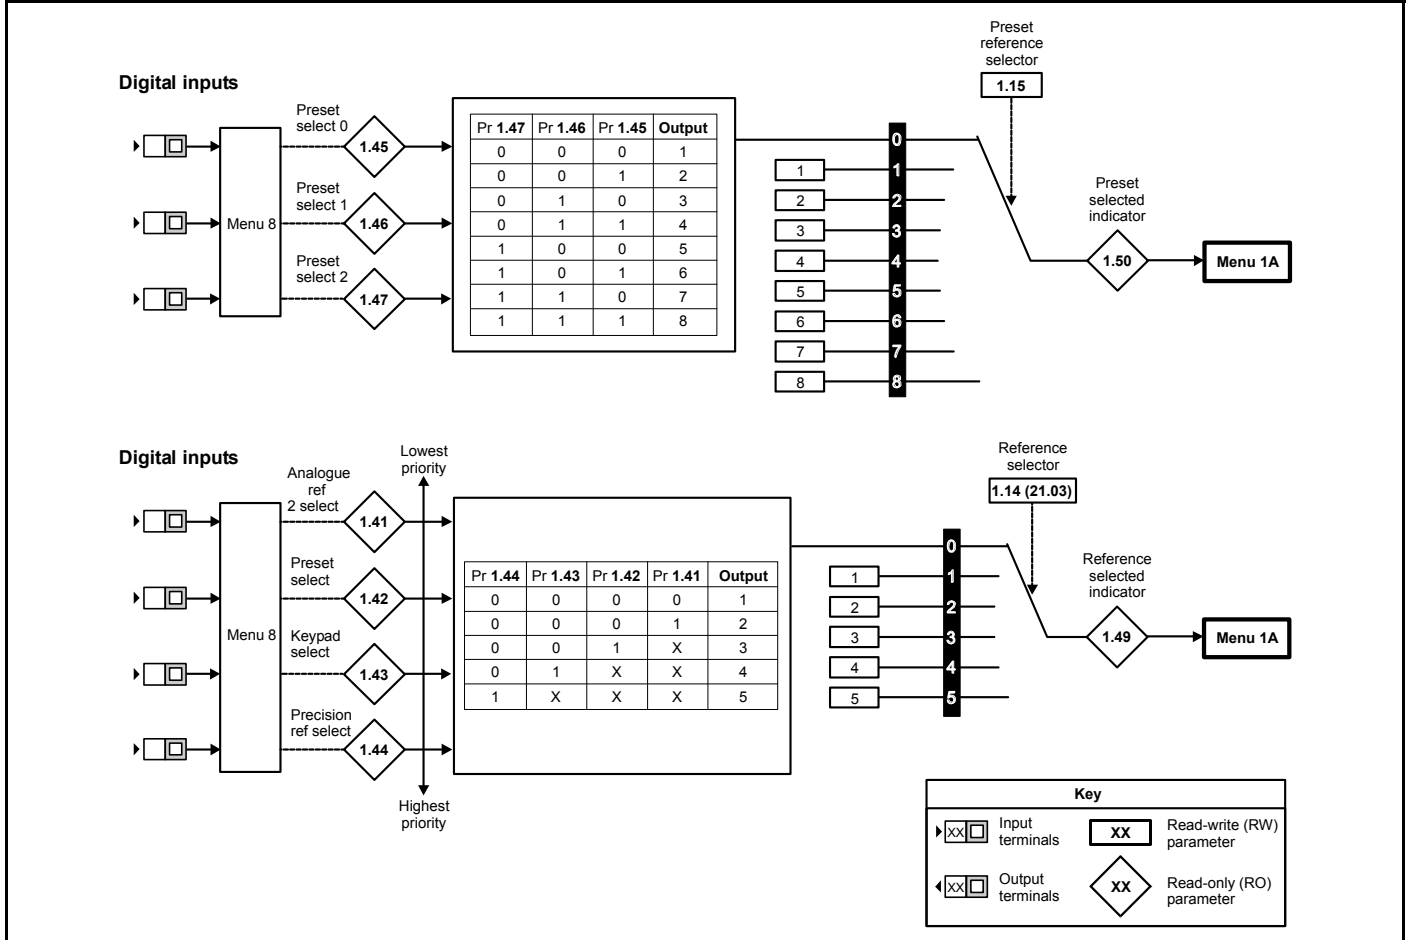 Preset
reference
selector
1.15
Digital inputs
Preset
select 0
1.45
Preset
select 1
1.46
Preset
select 2
1.47
Menu 8
Pr 1.47 Pr 1.46 Pr 1.45 Output
0 0 0 1
0 0 1 2
0 1 0 3
0 1 1 4
1 0 0 5
1 0 1 6
1 1 0 7
1 1 1 8
0
1 1
2 2
3 3
4 4
5 5
6 6
7 7
8 8
Preset
selected
indicator
1.50
Menu 1A
Digital inputs
Analogue
ref
2 select
1.41
Preset
select
1.42
Keypad
select
1.43
Precision
ref select
1.44
Menu 8
Lowest
priority
Highest
priority
Pr 1.44 Pr 1.43 Pr 1.42 Pr 1.41 Output
0 0 0 0 1
0 0 0 1 2
0 0 1 X 3
0 1 X X 4
1 X X X 5
Reference
selector
1.14 (21.03)
0
1 1
2 2
3 3
4 4
5 5
Reference
selected
indicator
1.49
Menu 1A
Key
XX Input
terminals
XX Read-write (RW)
parameter
XX Output
terminals
XX Read-only (RO)
parameter